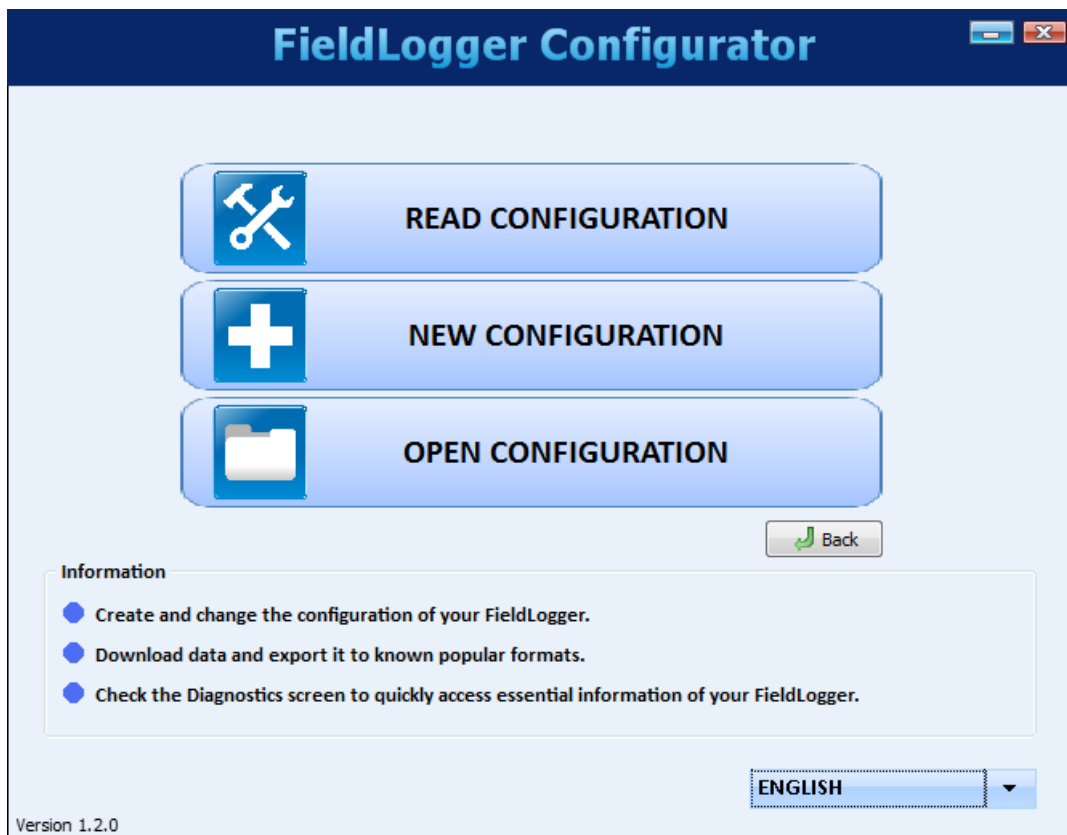 FieldLogger Configurator
READ CONFIGURATION
NEW CONFIGURATION
OPEN CONFIGURATION
Back
Information
Create and change the configuration of your FieldLogger.
Download data and export it to known popular formats.
Check the Diagnostics screen to quickly access essential information of your FieldLogger.
ENGLISH
Version 1.2.0